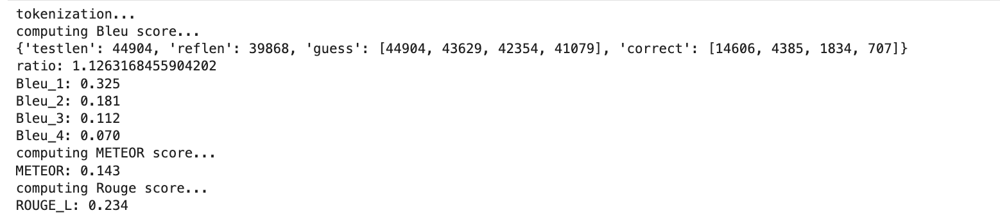 tokenization...
computing Bleu score...
{'testlen': 44904, 'reflen': 39868, 'guess': [44904, 43629, 42354, 41079], 'correct': [14606, 4385, 1834, 707]}
ratio: 1.1263168455904202
Bleu_1: 0.325
Bleu_2: 0.181
Bleu_3: 0.112
Bleu_4: 0.070
computing METEOR score...
METEOR: 0.143
computing Rouge score...
ROUGE_L: 0.234